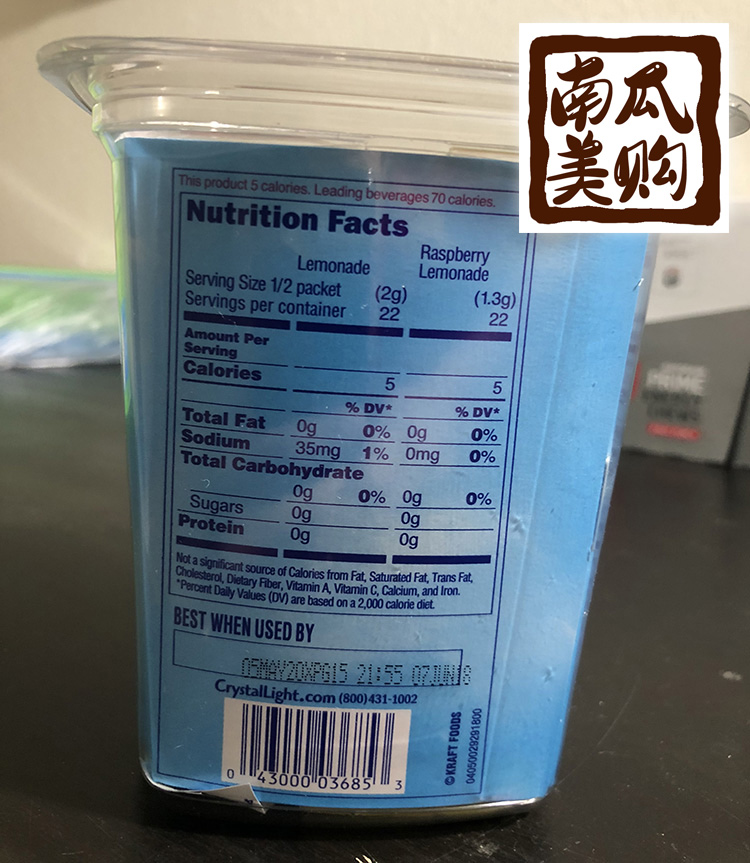 南瓜
美购
This product 5 calories. Leading beverages 70 calories.
Nutrition Facts
Lemonade Raspberry Lemonade
Serving Size 1/2 packet (2g) (1.3g)
Servings per container 22 22
Amount Per
Serving
Calories 5 5
% DV* % DV*
Total Fat 0g 0% 0g 0%
Sodium 35mg 1% 0mg 0%
Total Carbohydrate
0g 0% 0g 0%
Sugars 0g 0g
Protein 0g 0g
Not a significant source of Calories from Fat, Saturated Fat, Trans Fat,
Cholesterol, Dietary Fiber, Vitamin A, Vitamin C, Calcium, and Iron.
*Percent Daily Values (DV) are based on a 2,000 calorie diet.
BEST WHEN USED BY
05MAY20XPG15 21:55 07JUN18
CrystalLight.com (800)431-1002
0 43000 03685 3
©KRAFT FOODS
PRIME